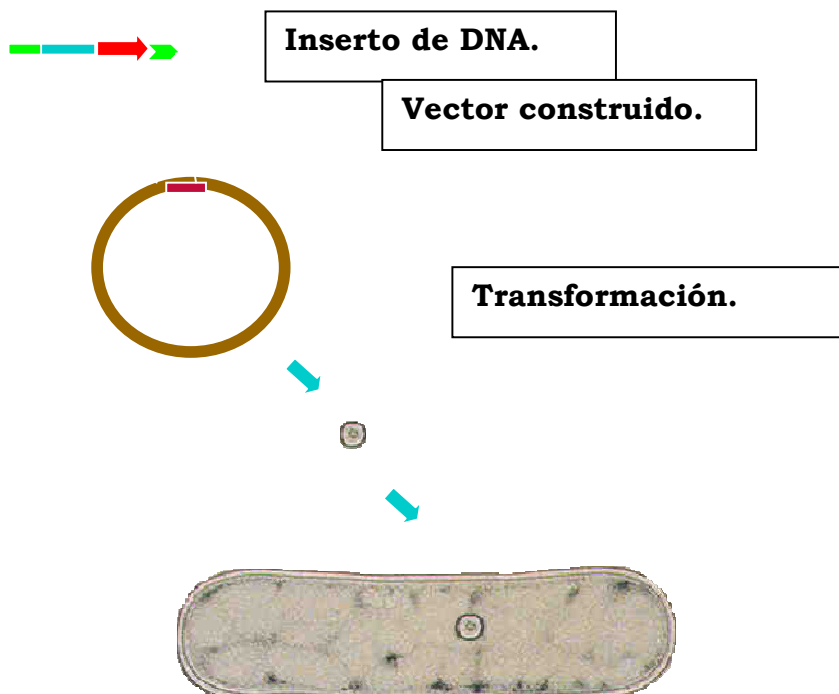 Inserto de DNA.
Vector construido.
Transformación.